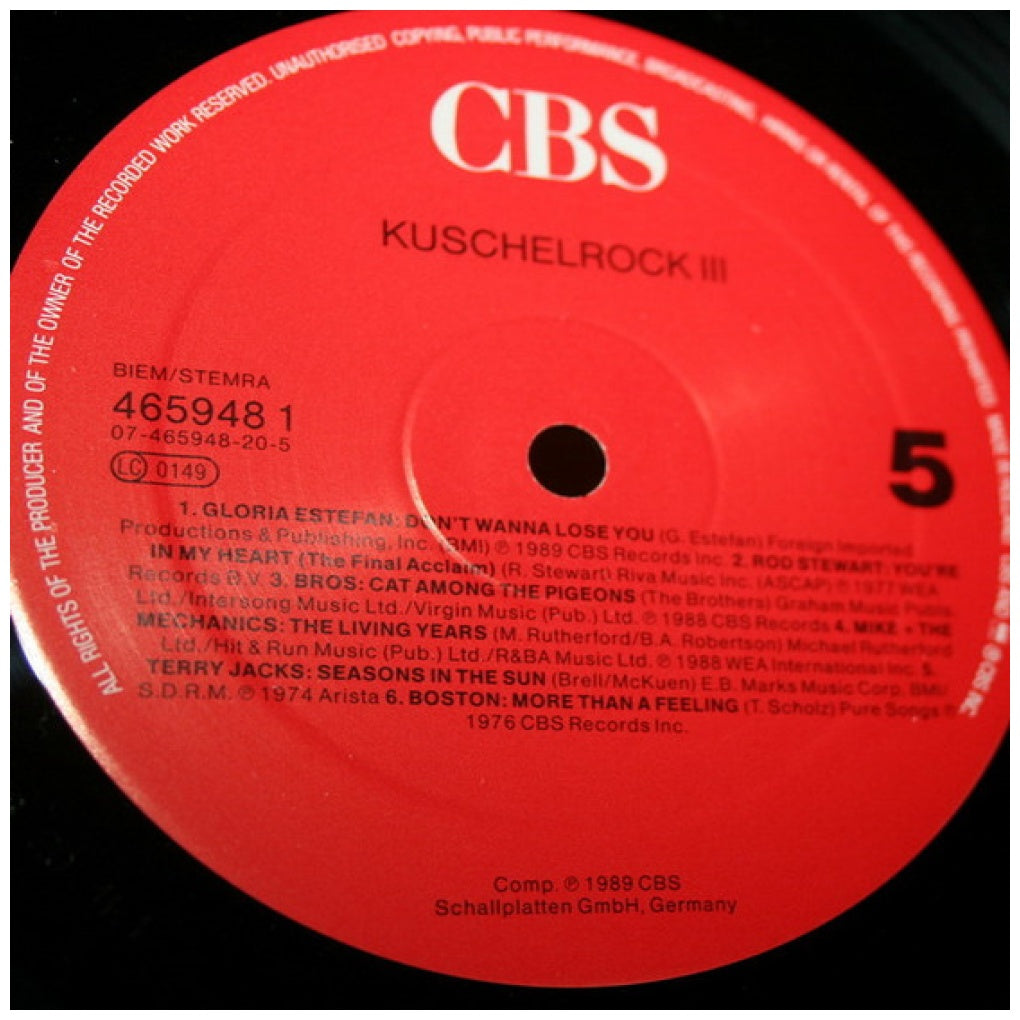 ALL RIGHTS OF THE PRODUCER AND OF THE OWNER OF THE RECORDED WORK RESERVED. UNAUTHORISED COPYING, PUBLIC PERFORMANCE, BROADCASTING,
CBS
KUSCHELROCK III
BIEM/STEMRA
465948 1
07-465948-20-5
LC 0149
5
1. GLORIA ESTEFAN: DON'T WANNA LOSE YOU (G. Estefan) Foreign Imported
Productions & Publishing, Inc. (BMI) ℗ 1989 CBS Records Inc. 2. ROD STEWART: YOU'RE
IN MY HEART (The Final Acclaim) (R. Stewart) Riva Music Inc. (ASCAP) ℗ 1977 WEA
Records B.V. 3. BROS: CAT AMONG THE PIGEONS (The Brothers) Graham Music Publ.
Ltd./Intersong Music Ltd./Virgin Music (Pub.) Ltd. ℗ 1988 CBS Records 4. MIKE + THE
MECHANICS: THE LIVING YEARS (M. Rutherford/B.A. Robertson) Michael Rutherford
Ltd./Hit & Run Music (Pub.) Ltd./R&BA Music Ltd. ℗ 1988 WEA International Inc. 5.
TERRY JACKS: SEASONS IN THE SUN (Brell/McKuen) E.B. Marks Music Corp. BMI/
S.D.R.M. ℗ 1974 Arista 6. BOSTON: MORE THAN A FEELING (T. Scholz) Pure Songs ℗
1976 CBS Records Inc.
Comp. ℗ 1989 CBS
Schallplatten GmbH, Germany